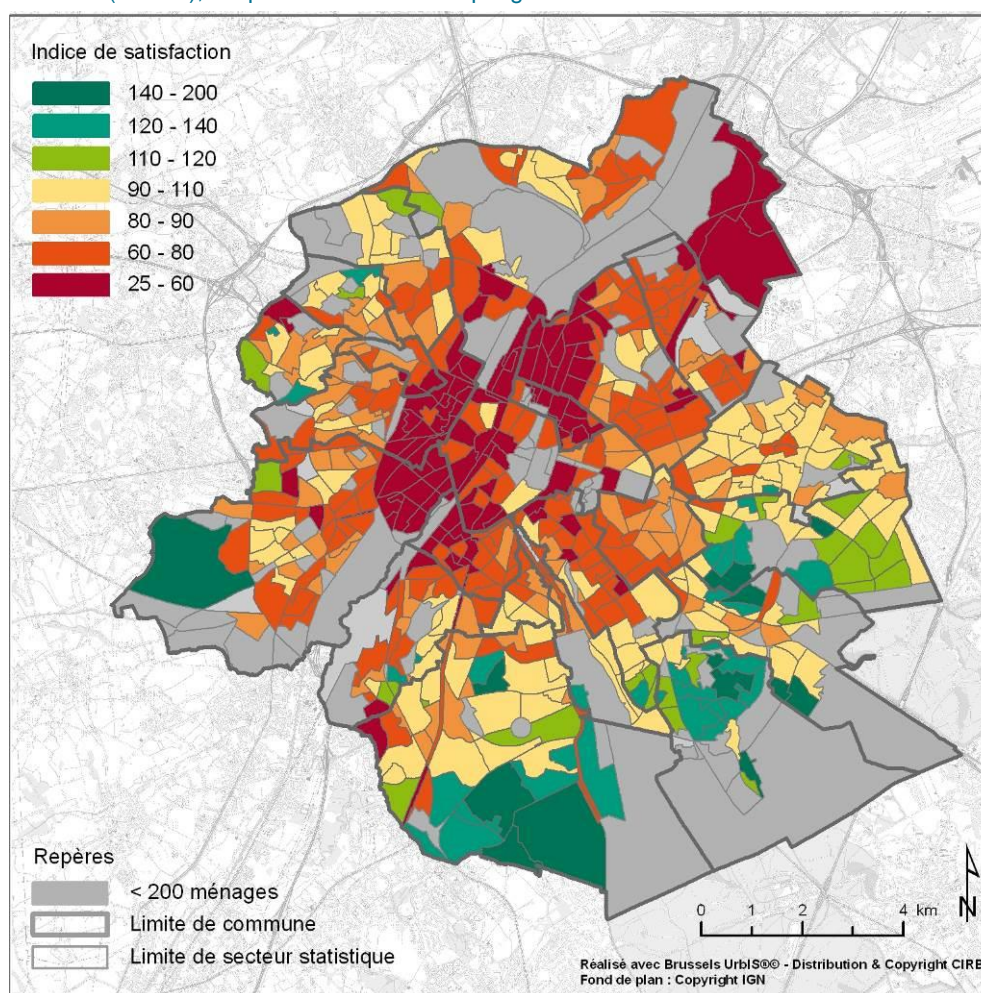 Indice de satisfaction
140 - 200
120 - 140
110 - 120
90 - 110
80 - 90
60 - 80
25 - 60
Repères
< 200 ménages
Limite de commune
Limite de secteur statistique
0 1 2 4 km
N
Réalisé avec Brussels UrbIS®© - Distribution & Copyright CIRB
Fond de plan : Copyright IGN